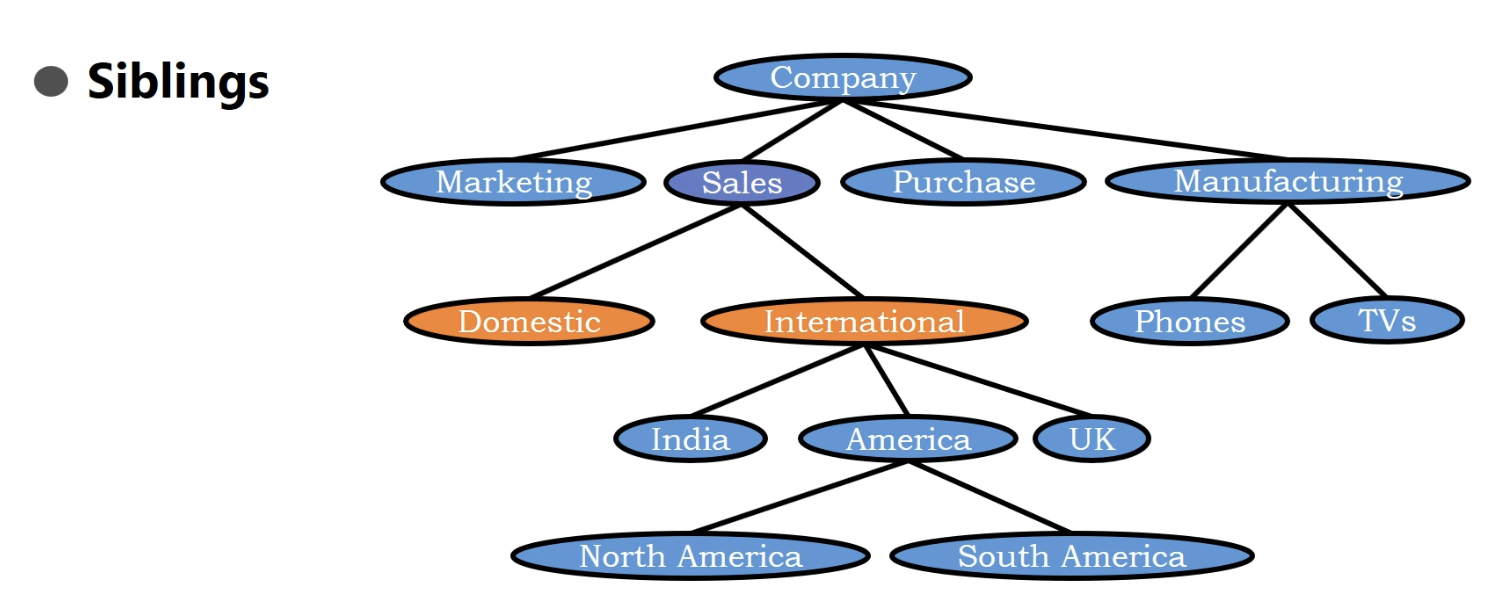 Siblings
Company
Marketing
Sales
Purchase
Manufacturing
Domestic
International
Phones
TVs
India
America
UK
North America
South America